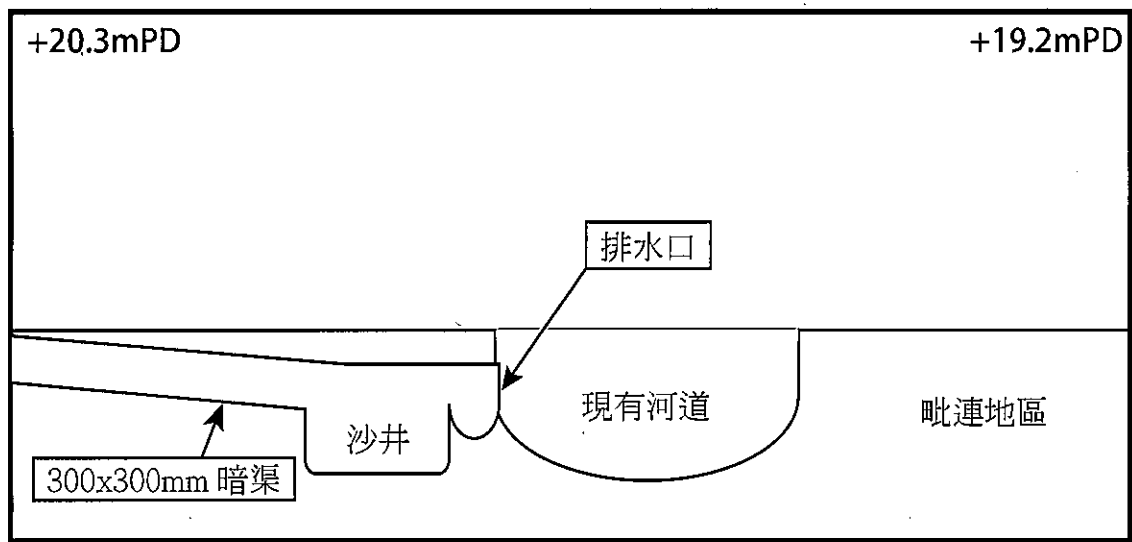 +20.3mPD
+19.2mPD
排水口
現有河道
毗連地區
沙井
300x300mm 暗渠